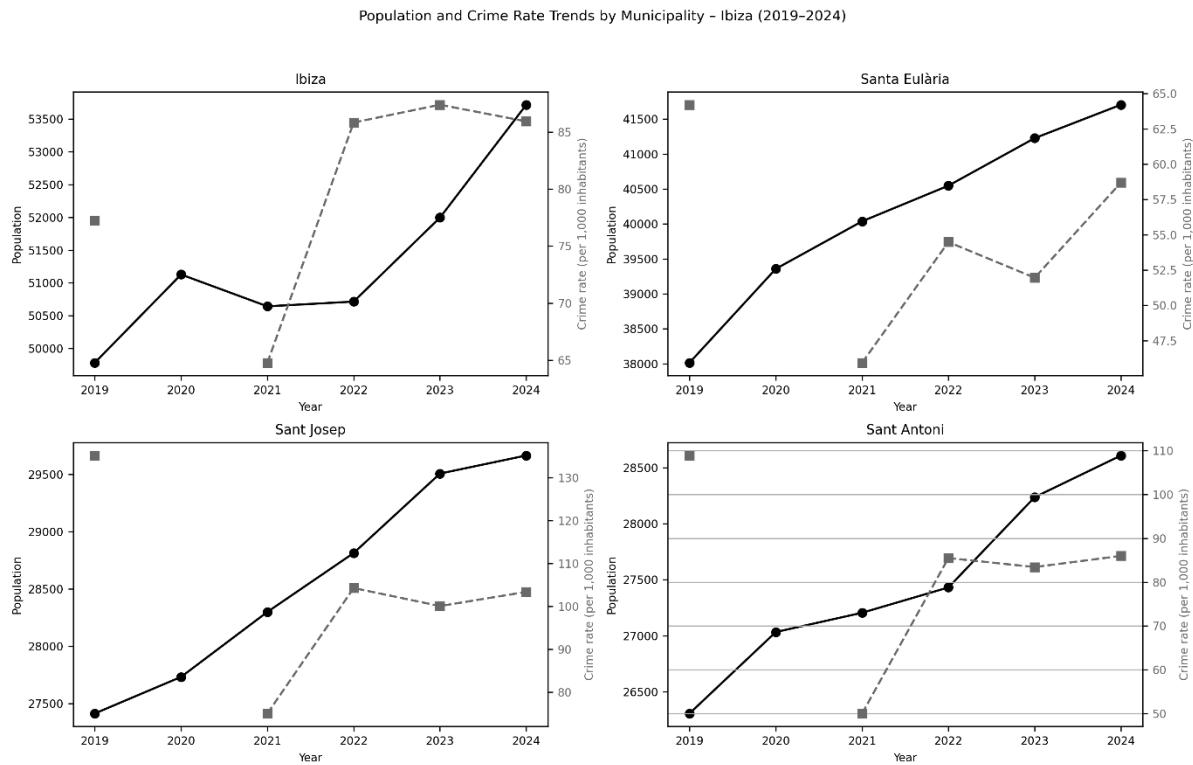 Population and Crime Rate Trends by Municipality – Ibiza (2019–2024)
Ibiza
Population
53500
53000
52500
52000
51500
51000
50500
50000
85
80
75
70
65
Crime rate (per 1,000 inhabitants)
2019 2020 2021 2022 2023 2024
Year
Santa Eulària
Population
41500
41000
40500
40000
39500
39000
38500
38000
65.0
62.5
60.0
57.5
55.0
52.5
50.0
47.5
Crime rate (per 1,000 inhabitants)
2019 2020 2021 2022 2023 2024
Year
Sant Josep
Population
29500
29000
28500
28000
27500
130
120
110
100
90
80
Crime rate (per 1,000 inhabitants)
2019 2020 2021 2022 2023 2024
Year
Sant Antoni
Population
28500
28000
27500
27000
26500
110
100
90
80
70
60
50
Crime rate (per 1,000 inhabitants)
2019 2020 2021 2022 2023 2024
Year